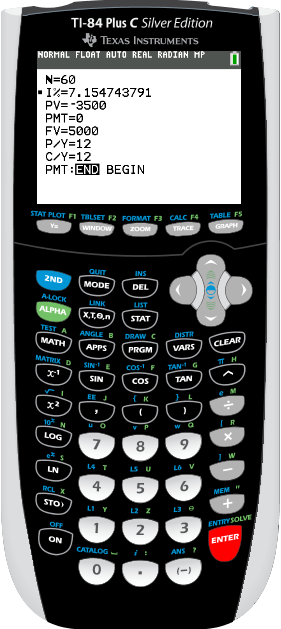 TI-84 Plus C Silver Edition
TEXAS INSTRUMENTS
NORMAL FLOAT AUTO REAL RADIAN MP
N=60
I%=7.154743791
PV=-3500
PMT=0
FV=5000
P/Y=12
C/Y=12
PMT:END BEGIN
STAT PLOT F1 TBLSET F2 FORMAT F3 CALC F4 TABLE F5
Y= WINDOW ZOOM TRACE GRAPH
QUIT INS
2ND MODE DEL
A-LOCK LINK LIST
ALPHA X,T,Θ,n STAT
TEST A ANGLE B DRAW C DISTR
MATH APPS PRGM VARS CLEAR
MATRIX D SIN⁻¹ E COS⁻¹ F TAN⁻¹ G π H
X⁻¹ SIN COS TAN ^
√ I EE J { K } L e M
X² , ( ) ÷
10ˣ N u O v P w Q [ R
LOG 7 8 9 ×
eˣ S L4 T L5 U L6 V ] W
LN 4 5 6 −
RCL X L1 Y L2 Z L3 Θ MEM "
STO› 1 2 3 +
OFF CATALOG ⎵ i : ANS ? ENTRY SOLVE
ON 0 . (−) ENTER